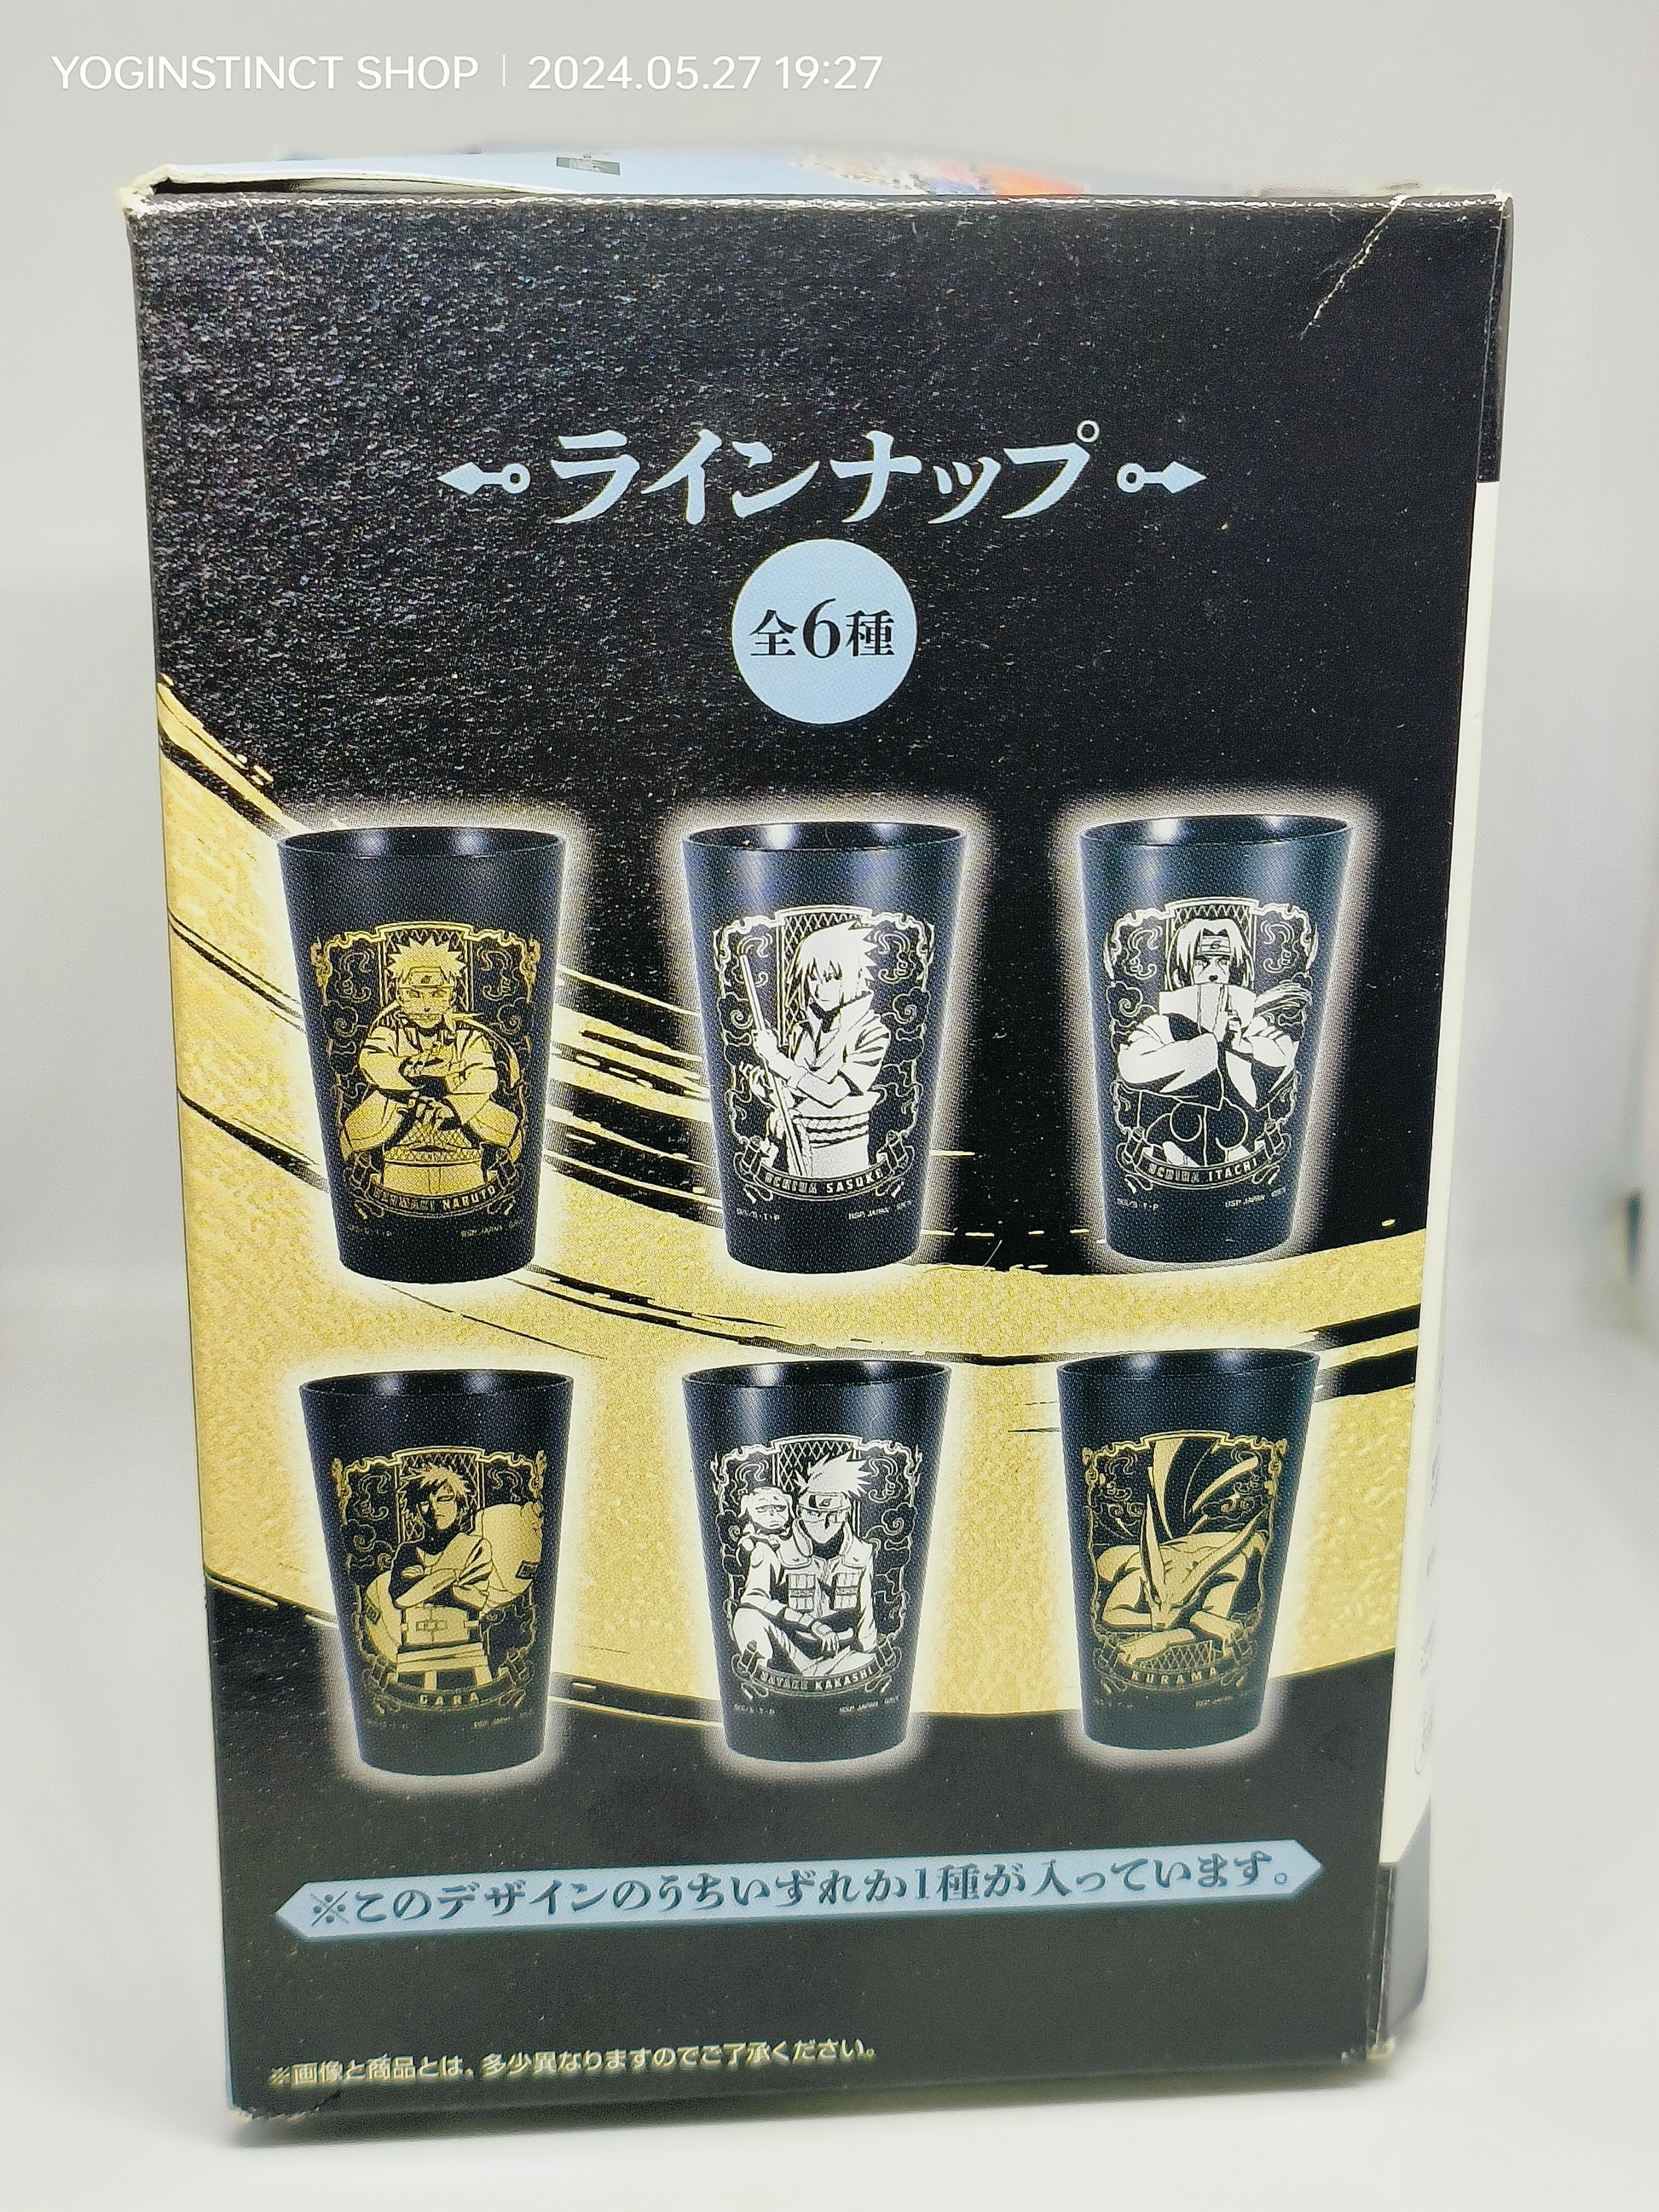 YOGINSTINCT SHOP | 2024.05.27 19:27
ラインナップ
全6種
UZUMAKI NARUTO
UCHIHA SASUKE
UCHIHA ITACHI
GARA
HATAKE KAKASHI
KURAMA
※このデザインのうちいずれか1種が入っています。
※画像と商品とは、多少異なりますのでご了承ください。